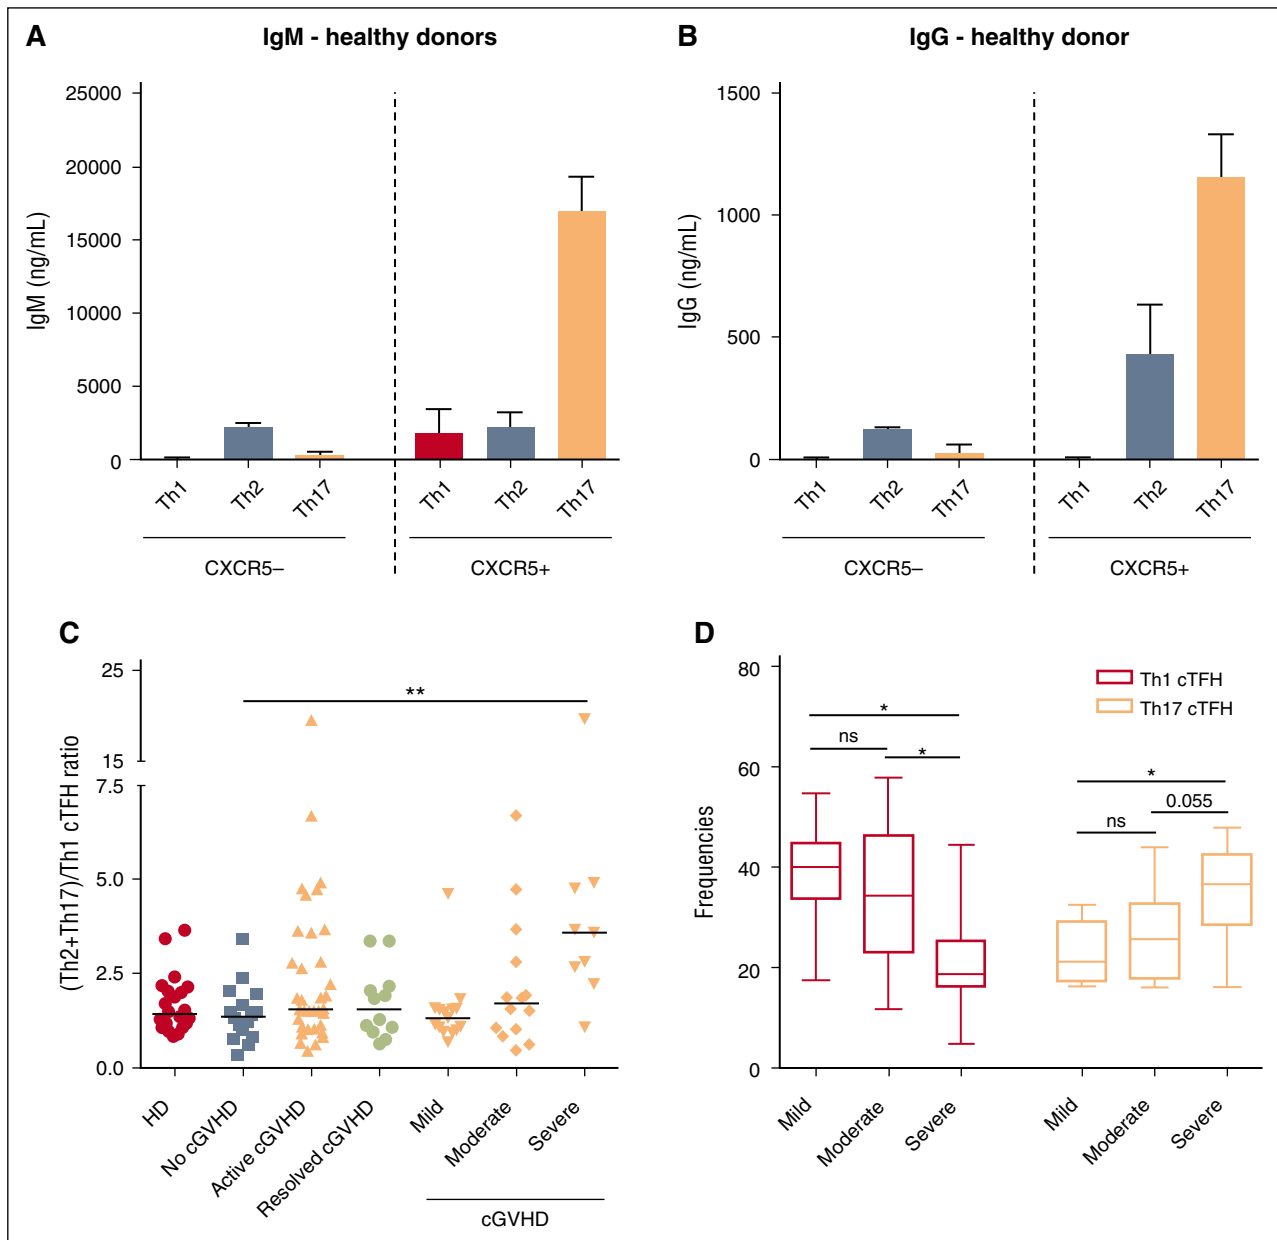 A
IgM - healthy donors
IgM (ng/mL)
25000
20000
15000
10000
5000
0
Th1
Th2
Th17
Th1
Th2
Th17
CXCR5–
CXCR5+
B
IgG - healthy donor
IgG (ng/mL)
1500
1000
500
0
Th1
Th2
Th17
Th1
Th2
Th17
CXCR5–
CXCR5+
C
(Th2+Th17)/Th1 cTFH ratio
25
15
7.5
5.0
2.5
0.0
**
HD
No cGVHD
Active cGVHD
Resolved cGVHD
Mild
Moderate
Severe
cGVHD
D
Frequencies
80
60
40
20
0
Th1 cTFH
Th17 cTFH
*
ns
*
*
0.055
ns
Mild
Moderate
Severe
Mild
Moderate
Severe